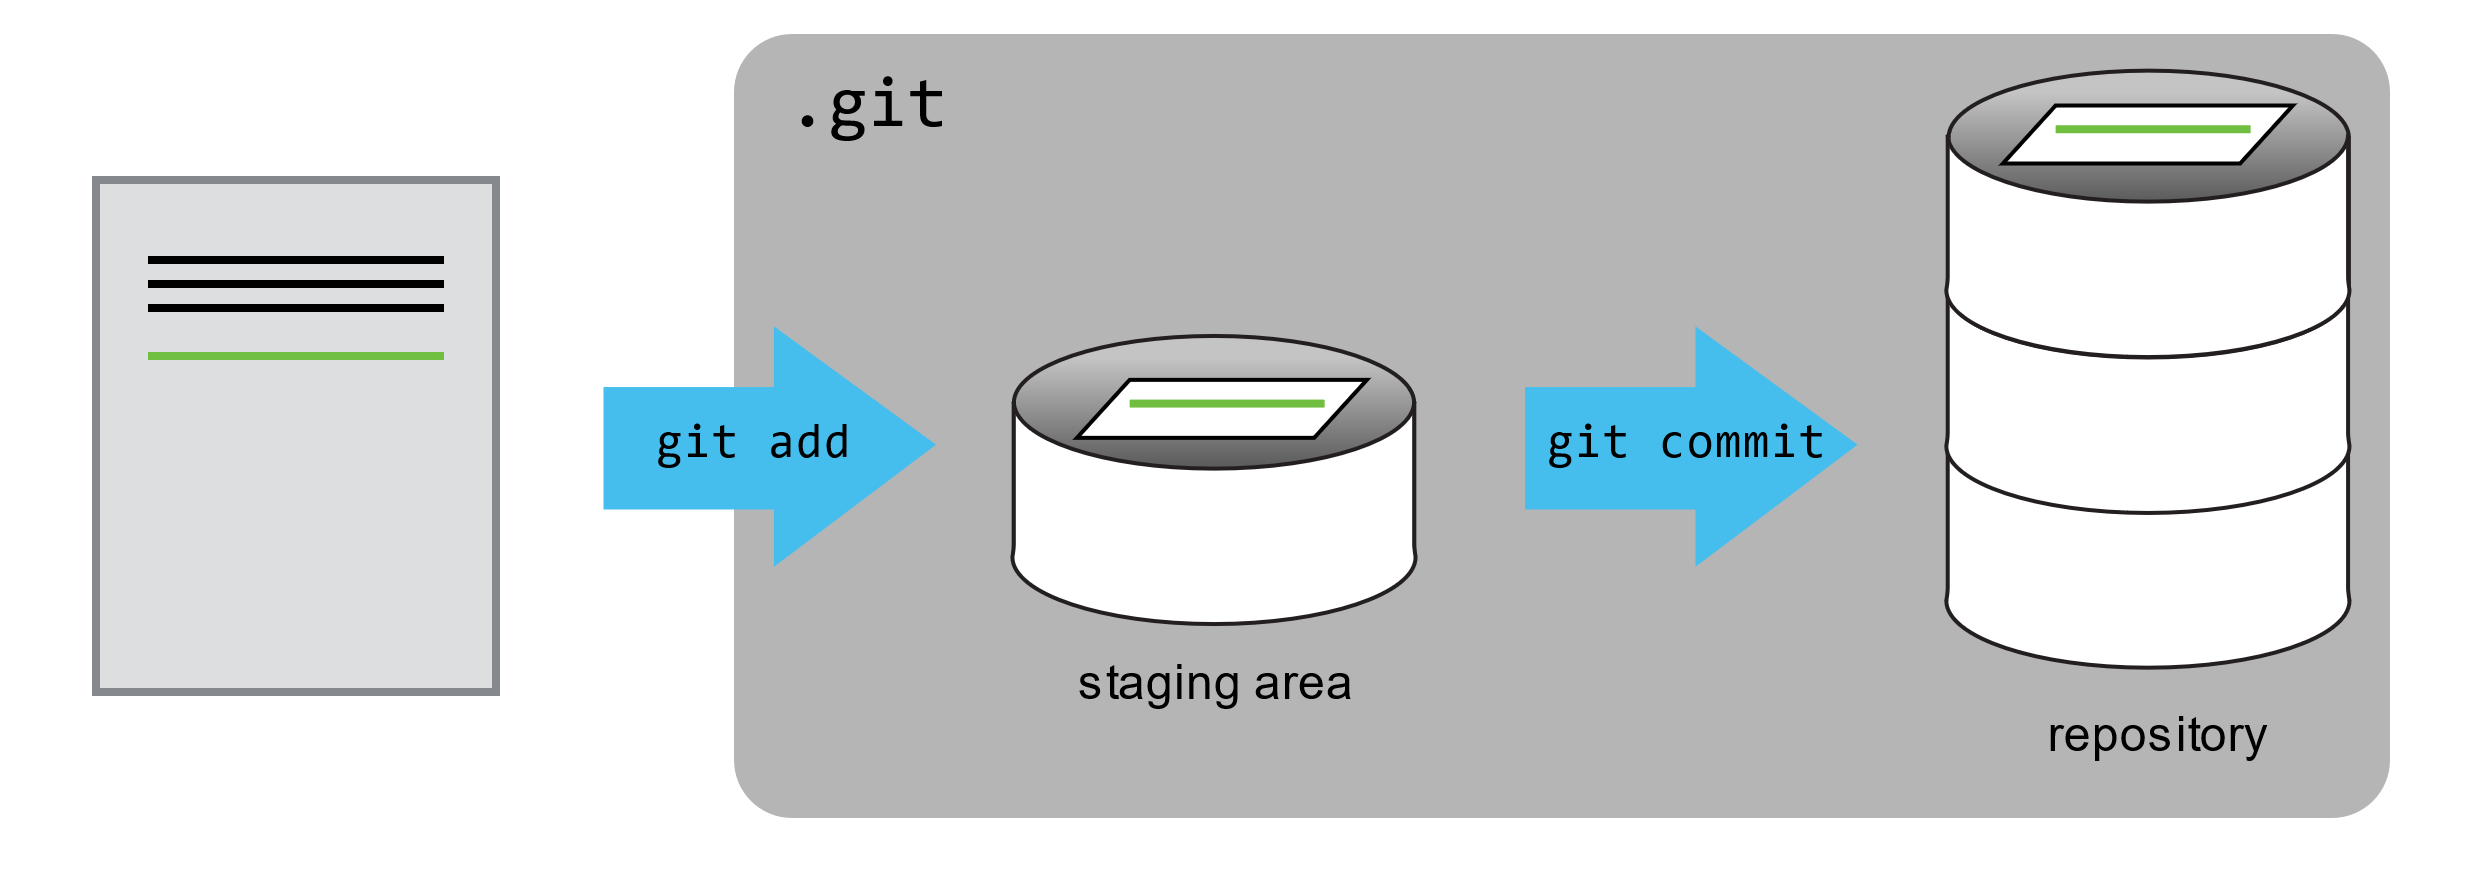 .git
git add
git commit
staging area
repository